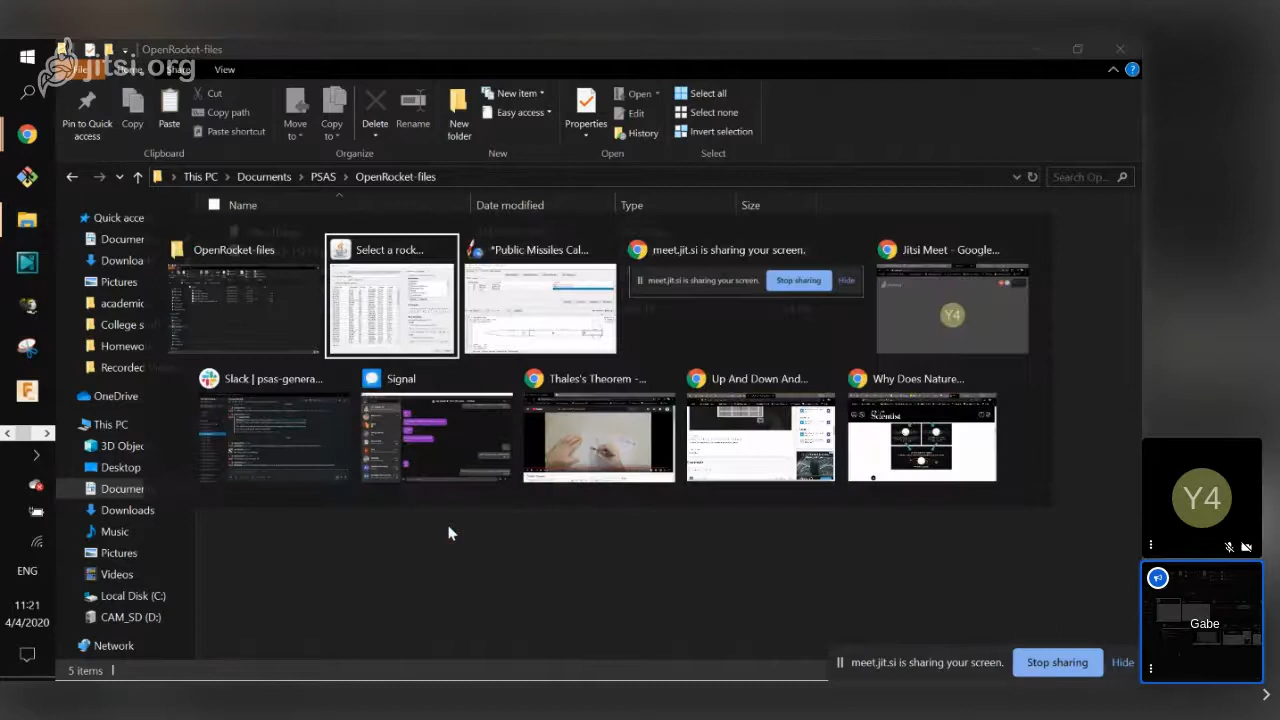 OpenRocket-files
jitsi.org
File
Home
Share
View
Pin to Quick access
Copy
Paste
Cut
Copy path
Paste shortcut
Clipboard
Move to
Copy to
Delete
Rename
Organize
New folder
New item
Easy access
New
Properties
Open
Edit
History
Open
Select all
Select none
Invert selection
Select
This PC
Documents
PSAS
OpenRocket-files
Search Op...
Name
Date modified
Type
Size
Quick acce
Documer
Downloa
Pictures
academic
College s
Homewo
Recorded
OneDrive
This PC
3D Objec
Desktop
Documer
Downloads
Music
Pictures
Videos
Local Disk (C:)
CAM_SD (D:)
Network
5 items
OpenRocket-files
Select a rock...
*Public Missiles Cal...
meet.jit.si is sharing your screen.
Jitsi Meet - Google...
meet.jit.si is sharing your screen.
Stop sharing
Hide
Y4
Slack | psas-genera...
Signal
Thales's Theorem -...
Up And Down And...
Why Does Nature...
Scientist
ENG
11:21
4/4/2020
meet.jit.si is sharing your screen.
Stop sharing
Hide
Y4
Gabe